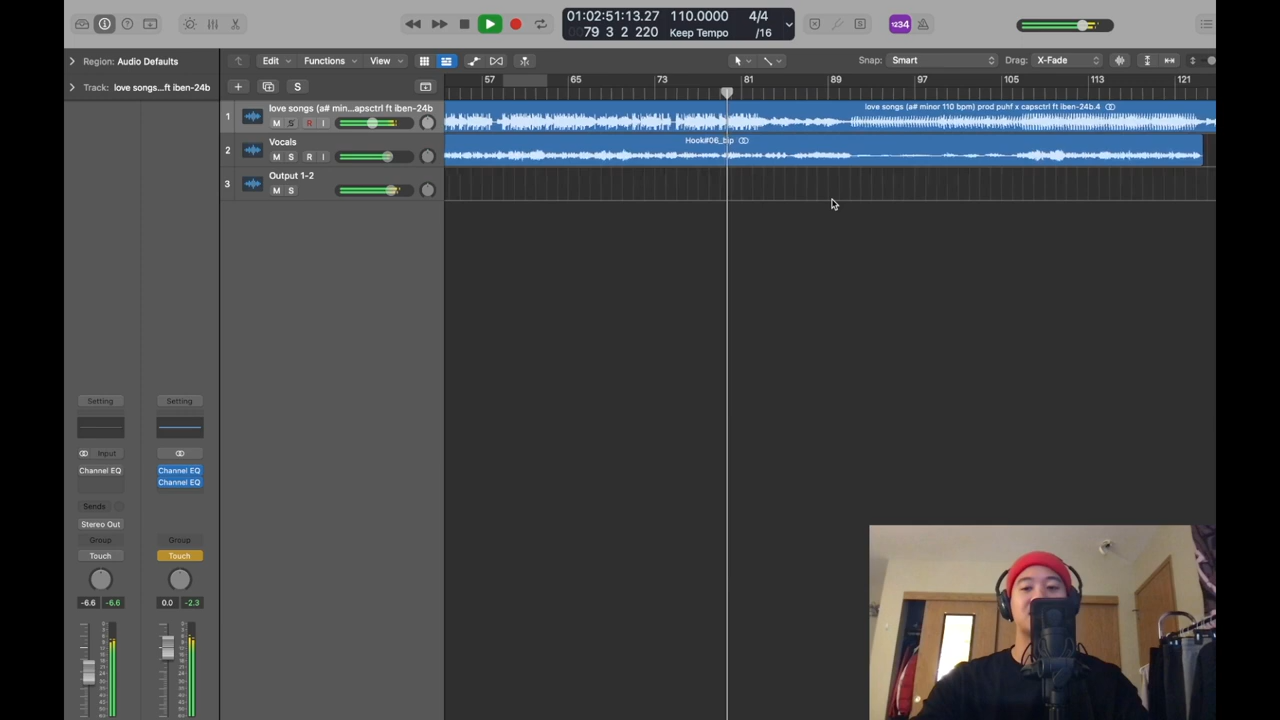 01:02:51:13.27 110.0000 4/4
79 3 2 220 Keep Tempo /16
1234
Region: Audio Defaults
Edit Functions View
Snap: Smart
Drag: X-Fade
Track: love songs...ft iben-24b
S
57 65 73 81 89 97 105 113 121
1
love songs (a# min...apsctrl ft iben-24b
M S R I
love songs (a# minor 110 bpm) prod puhf x capsctrl ft iben-24b.4
2
Vocals
M S R I
Hook#06_bip
3
Output 1-2
M S
Setting Setting
Input
Channel EQ Channel EQ
Channel EQ
Sends
Stereo Out
Group Group
Touch Touch
-6.6 -6.6 0.0 -2.3